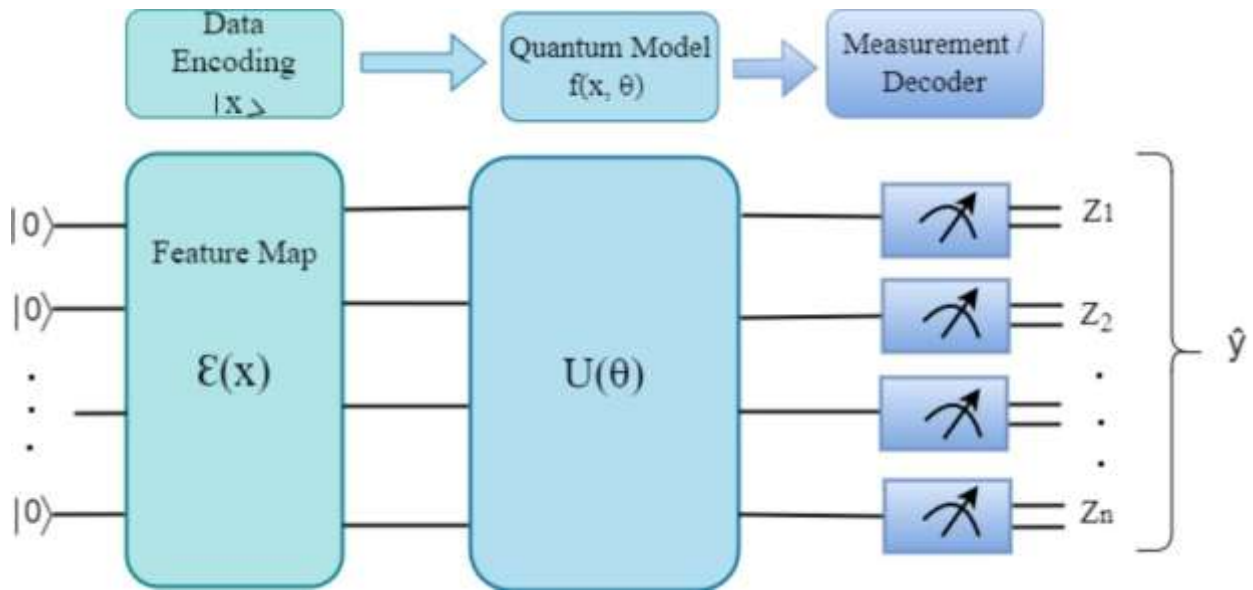 Data
Encoding
|x>
Quantum Model
f(x, θ)
Measurement /
Decoder
|0⟩
Feature Map
Z1
|0⟩
Z2
Ɛ(x)
U(θ)
ŷ
|0⟩
Zn